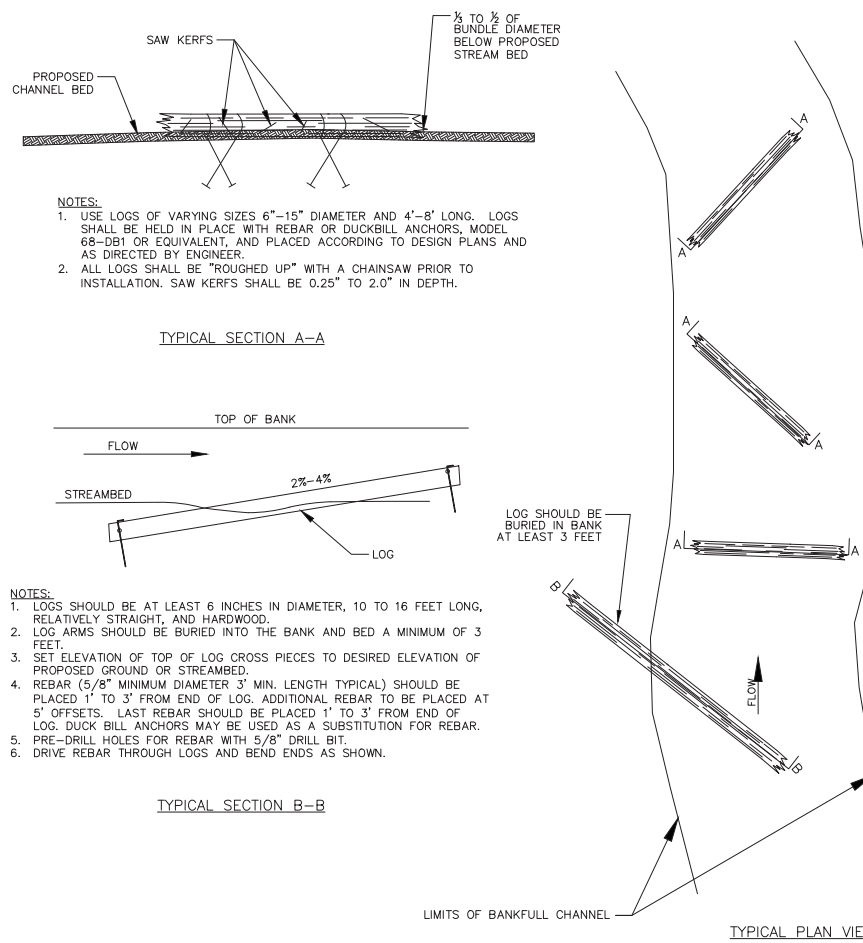 SAW KERFS
⅓ TO ½ OF
BUNDLE DIAMETER
BELOW PROPOSED
STREAM BED
PROPOSED
CHANNEL BED
NOTES:
1. USE LOGS OF VARYING SIZES 6"-15" DIAMETER AND 4'-8' LONG. LOGS
SHALL BE HELD IN PLACE WITH REBAR OR DUCKBILL ANCHORS, MODEL
68-DB1 OR EQUIVALENT, AND PLACED ACCORDING TO DESIGN PLANS AND
AS DIRECTED BY ENGINEER.
2. ALL LOGS SHALL BE "ROUGHED UP" WITH A CHAINSAW PRIOR TO
INSTALLATION. SAW KERFS SHALL BE 0.25" TO 2.0" IN DEPTH.
TYPICAL SECTION A-A
TOP OF BANK
FLOW
2%-4%
STREAMBED
LOG
NOTES:
1. LOGS SHOULD BE AT LEAST 6 INCHES IN DIAMETER, 10 TO 16 FEET LONG,
RELATIVELY STRAIGHT, AND HARDWOOD.
2. LOG ARMS SHOULD BE BURIED INTO THE BANK AND BED A MINIMUM OF 3
FEET.
3. SET ELEVATION OF TOP OF LOG CROSS PIECES TO DESIRED ELEVATION OF
PROPOSED GROUND OR STREAMBED.
4. REBAR (5/8" MINIMUM DIAMETER 3' MIN. LENGTH TYPICAL) SHOULD BE
PLACED 1' TO 3' FROM END OF LOG. ADDITIONAL REBAR TO BE PLACED AT
5' OFFSETS. LAST REBAR SHOULD BE PLACED 1' TO 3' FROM END OF
LOG. DUCK BILL ANCHORS MAY BE USED AS A SUBSTITUTION FOR REBAR.
5. PRE-DRILL HOLES FOR REBAR WITH 5/8" DRILL BIT.
6. DRIVE REBAR THROUGH LOGS AND BEND ENDS AS SHOWN.
TYPICAL SECTION B-B
A
A
A
A
LOG SHOULD BE
BURIED IN BANK
AT LEAST 3 FEET
A
A
B
B
FLOW
LIMITS OF BANKFULL CHANNEL
TYPICAL PLAN VIE